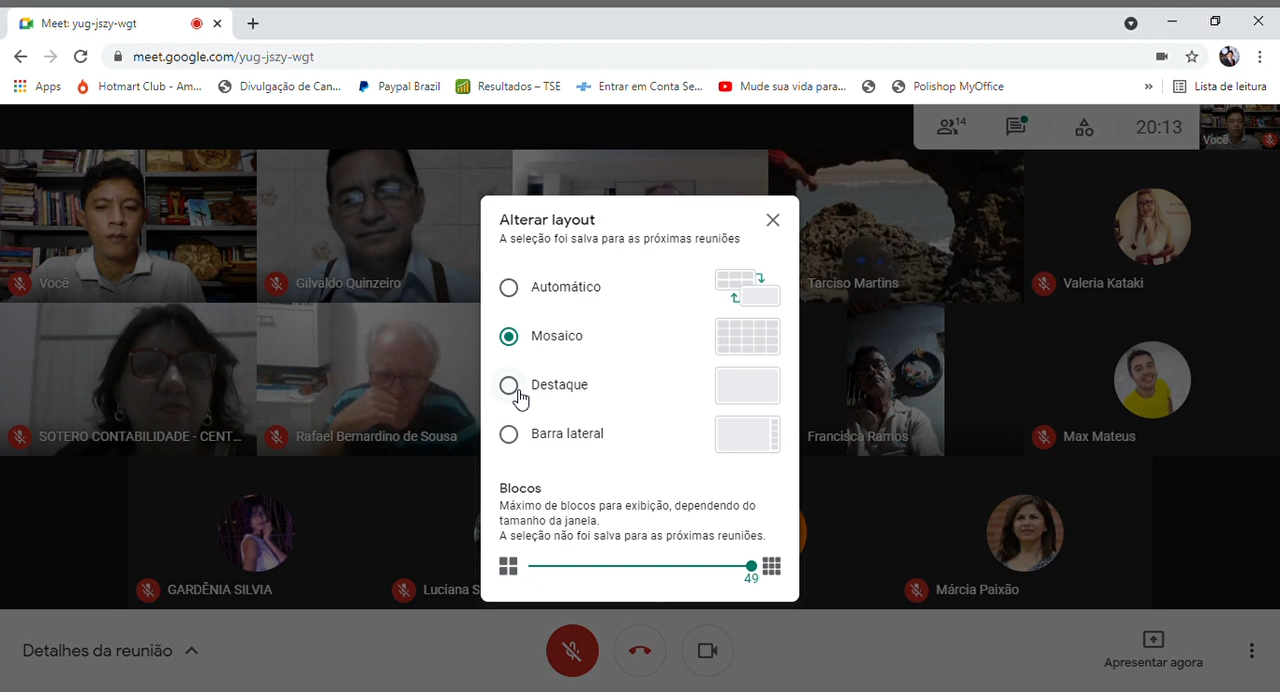 Meet: yug-jszy-wgt
meet.google.com/yug-jszy-wgt
Apps
Hotmart Club - Am...
Divulgação de Can...
Paypal Brazil
Resultados – TSE
Entrar em Conta Se...
Mude sua vida para...
Polishop MyOffice
»
Lista de leitura
14
20:13
Você
Você
Gilvaldo Quinzeiro
Tarciso Martins
Valeria Kataki
Alterar layout
A seleção foi salva para as próximas reuniões
Automático
Mosaico
Destaque
Barra lateral
SOTERO CONTABILIDADE - CENT...
Rafael Bernardino de Sousa
Francisca Ramos
Max Mateus
Blocos
Máximo de blocos para exibição, dependendo do
tamanho da janela.
A seleção não foi salva para as próximas reuniões.
49
GARDÊNIA SILVIA
Luciana S
Márcia Paixão
Detalhes da reunião
Apresentar agora